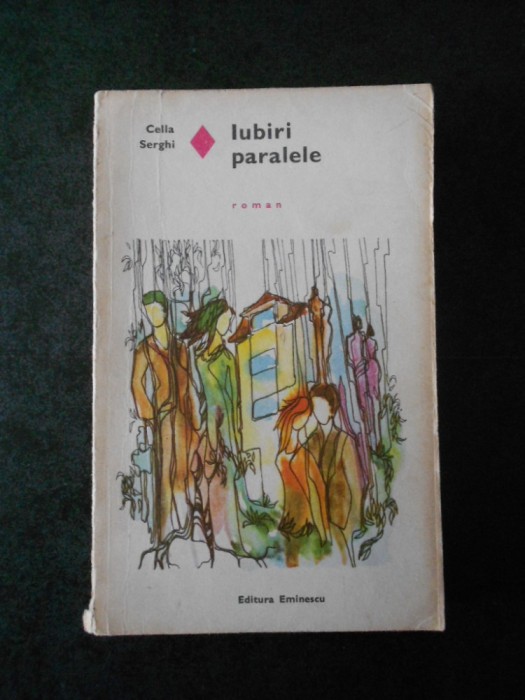 Cella
Serghi
Iubiri
paralele
roman
Editura Eminescu